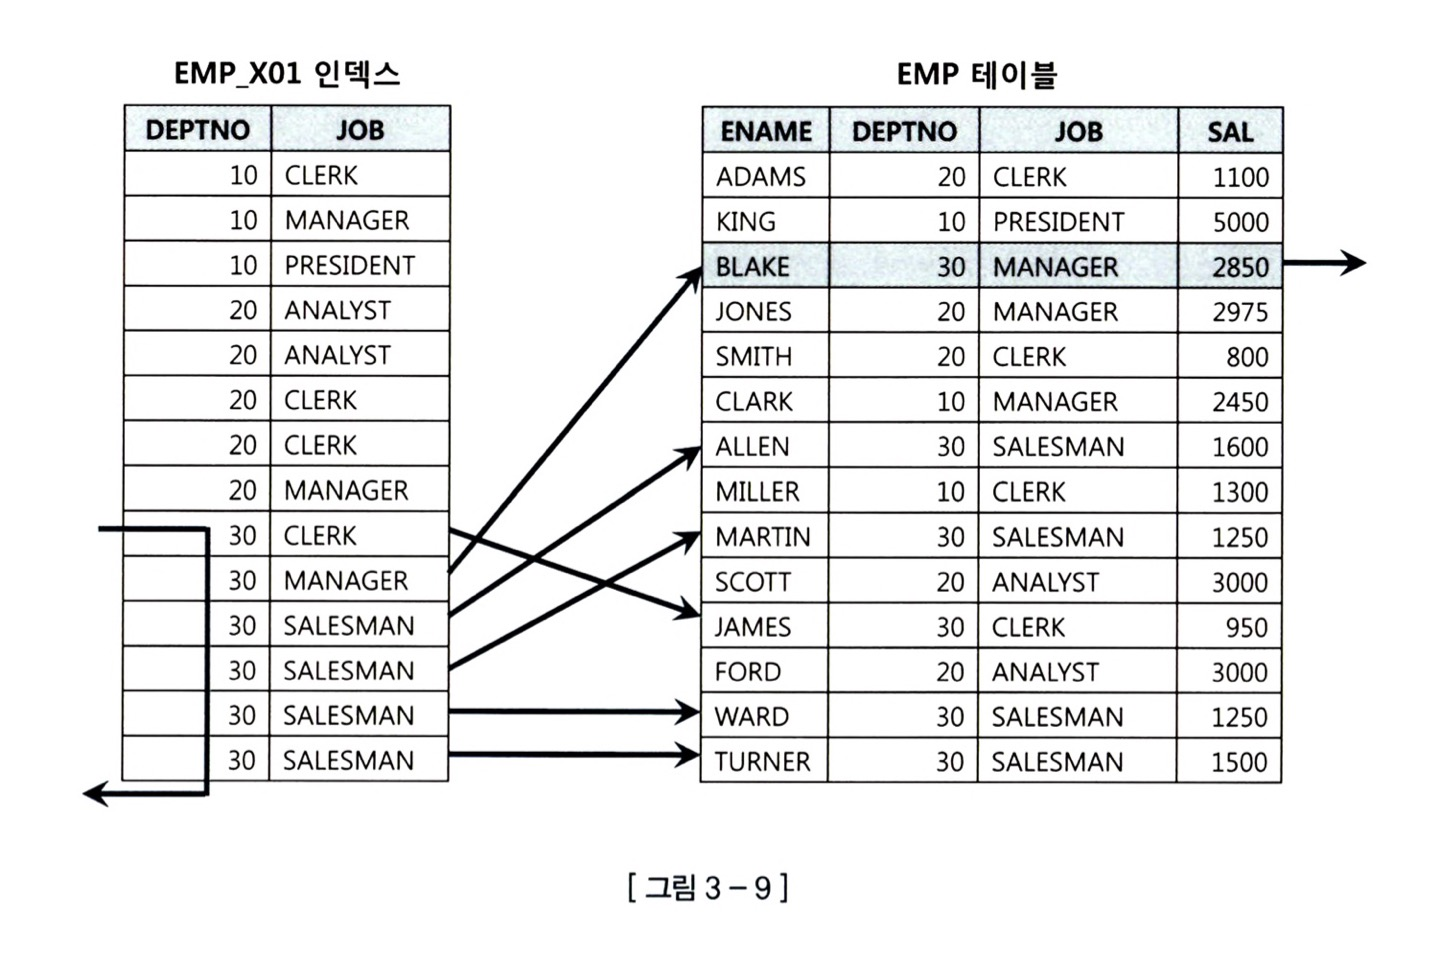 EMP_X01 인덱스
DEPTNO JOB
10 CLERK
10 MANAGER
10 PRESIDENT
20 ANALYST
20 ANALYST
20 CLERK
20 CLERK
20 MANAGER
30 CLERK
30 MANAGER
30 SALESMAN
30 SALESMAN
30 SALESMAN
30 SALESMAN
EMP 테이블
ENAME DEPTNO JOB SAL
ADAMS 20 CLERK 1100
KING 10 PRESIDENT 5000
BLAKE 30 MANAGER 2850
JONES 20 MANAGER 2975
SMITH 20 CLERK 800
CLARK 10 MANAGER 2450
ALLEN 30 SALESMAN 1600
MILLER 10 CLERK 1300
MARTIN 30 SALESMAN 1250
SCOTT 20 ANALYST 3000
JAMES 30 CLERK 950
FORD 20 ANALYST 3000
WARD 30 SALESMAN 1250
TURNER 30 SALESMAN 1500
[ 그림 3 – 9 ]